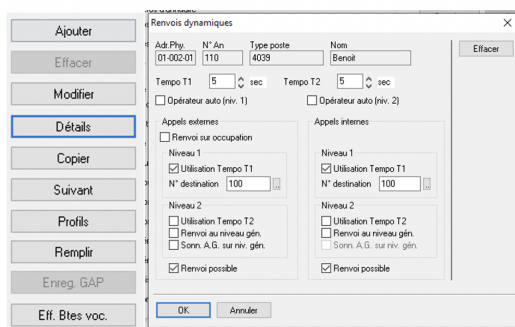 Ajouter
Effacer
Modifier
Détails
Copier
Suivant
Profils
Remplir
Enreg. GAP
Eff. Btes voc.
Renvois dynamiques
Adr.Phy. N° An Type poste Nom
01-002-01 110 4039 Benoit
Effacer
Tempo T1 5 sec Tempo T2 5 sec
Opérateur auto (niv. 1) Opérateur auto (niv. 2)
Appels externes
Renvoi sur occupation
Niveau 1
Utilisation Tempo T1
N° destination 100 ...
Niveau 2
Utilisation Tempo T2
Renvoi au niveau gén.
Sonn. A.G. sur niv. gén.
Renvoi possible
Appels internes
Niveau 1
Utilisation Tempo T1
N° destination 100 ...
Niveau 2
Utilisation Tempo T2
Renvoi au niveau gén.
Sonn. A.G. sur niv. gén.
Renvoi possible
OK Annuler